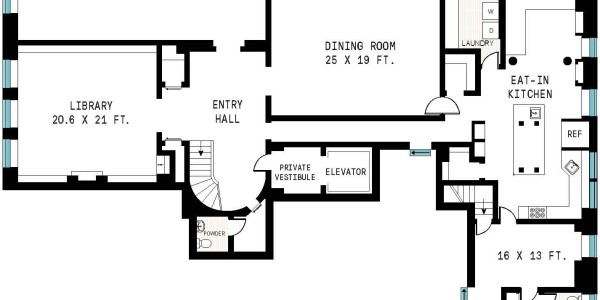 W
D
LAUNDRY
DINING ROOM
25 X 19 FT.
EAT-IN
KITCHEN
LIBRARY
20.6 X 21 FT.
ENTRY
HALL
REF
PRIVATE
VESTIBULE
ELEVATOR
POWDER
16 X 13 FT.